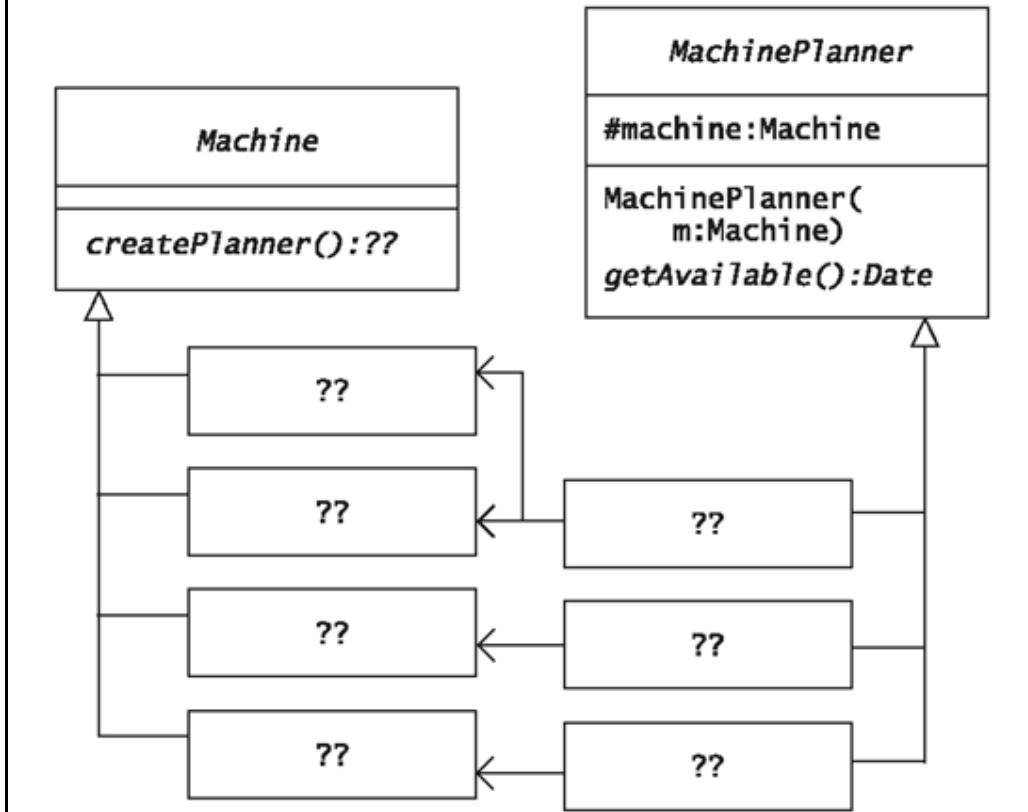 MachinePlanner
#machine:Machine
MachinePlanner(
m:Machine)
getAvailable():Date
Machine
createPlanner():??
??
??
??
??
??
??
??